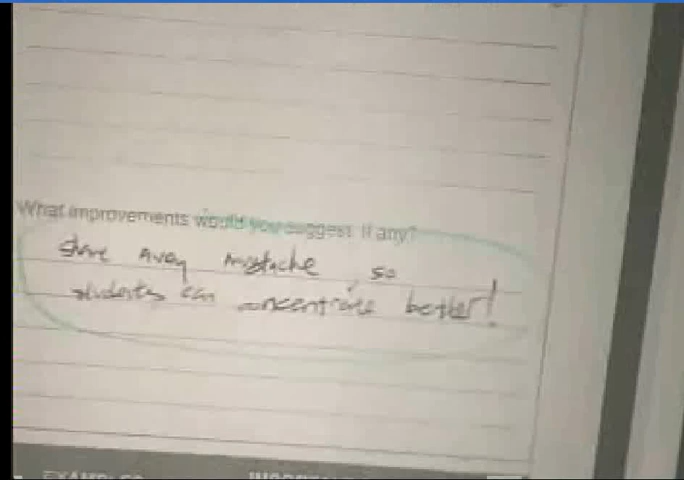 What improvements would you suggest, if any?
shave away mustache so
students can concentrate better!